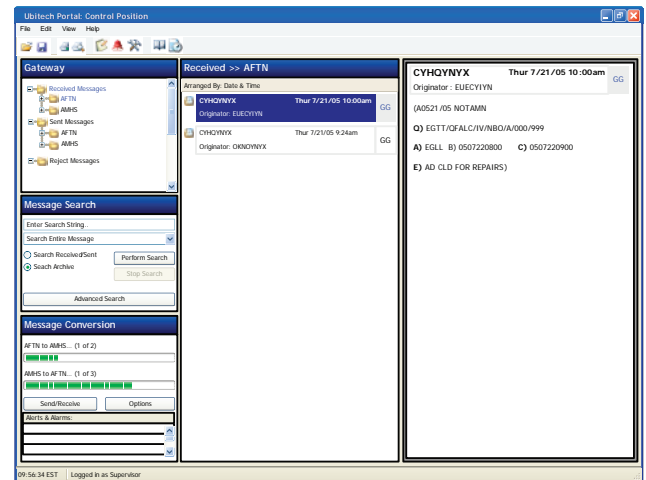 Ubitech Portal: Control Position
File Edit View Help
Gateway
Received Messages
AFTN
AMHS
Sent Messages
AFTN
AMHS
Reject Messages
Message Search
Enter Search String..
Search Entire Message
Search Received/Sent
Seach Archive
Perform Search
Stop Search
Advanced Search
Message Conversion
AFTN to AMHS... (1 of 2)
AMHS to AFTN... (1 of 3)
Send/Receive Options
Alerts & Alarms:
Received >> AFTN
Arranged By: Date & Time
CYHQYNYX Thur 7/21/05 10:00am
Originator: EUECYIYN
GG
CYHQYNYX Thur 7/21/05 9:24am
Originator: OKNOYNYX
GG
CYHQYNYX Thur 7/21/05 10:00am
Originator : EUECYIYN
GG
(A0521/05 NOTAMN
Q) EGTT/QFALC/IV/NBO/A/000/999
A) EGLL B) 0507220800 C) 0507220900
E) AD CLD FOR REPAIRS)
09:56:34 EST Logged in as Supervisor